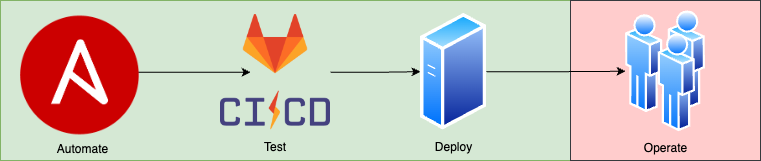 CI/CD
Automate
Test
Deploy
Operate